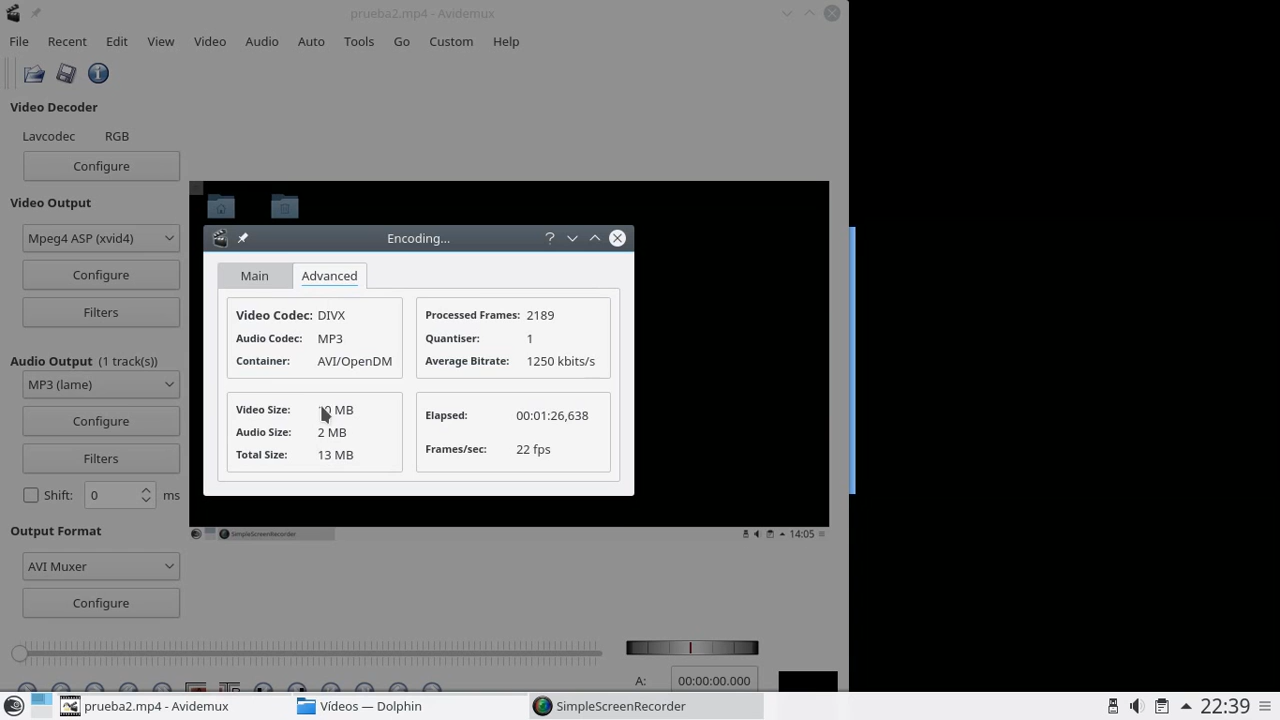 prueba2.mp4 - Avidemux
File Recent Edit View Video Audio Auto Tools Go Custom Help
Video Decoder
Lavcodec RGB
Configure
Video Output
Mpeg4 ASP (xvid4)
Configure
Filters
Audio Output (1 track(s))
MP3 (lame)
Configure
Filters
Shift: 0 ms
Output Format
AVI Muxer
Configure
Encoding...
Main Advanced
Video Codec: DIVX
Audio Codec: MP3
Container: AVI/OpenDM
Processed Frames: 2189
Quantiser: 1
Average Bitrate: 1250 kbits/s
Video Size: MB
Audio Size: 2 MB
Total Size: 13 MB
Elapsed: 00:01:26,638
Frames/sec: 22 fps
SimpleScreenRecorder
14:05
A: 00:00:00.000
prueba2.mp4 - Avidemux
Vídeos — Dolphin
SimpleScreenRecorder
22:39